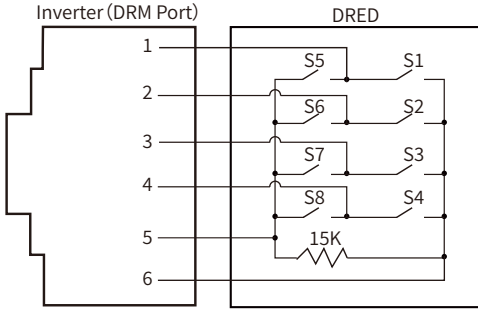 Inverter（DRM Port） DRED
1
S5 S1
2
S6 S2
3
S7 S3
4
S8 S4
5
15K
6